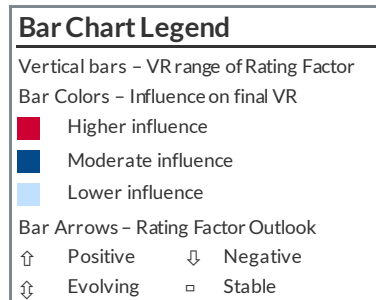 Bar Chart Legend
Vertical bars – VR range of Rating Factor
Bar Colors – Influence on final VR
Higher influence
Moderate influence
Lower influence
Bar Arrows – Rating Factor Outlook
⇧ Positive ⇩ Negative
⇳ Evolving ▫ Stable